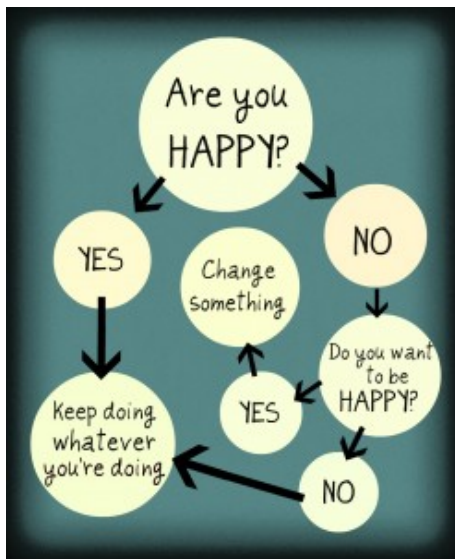 Are you
HAPPY?
YES
NO
Change
something
Do you want
to be
HAPPY?
YES
Keep doing
whatever
you're doing
NO